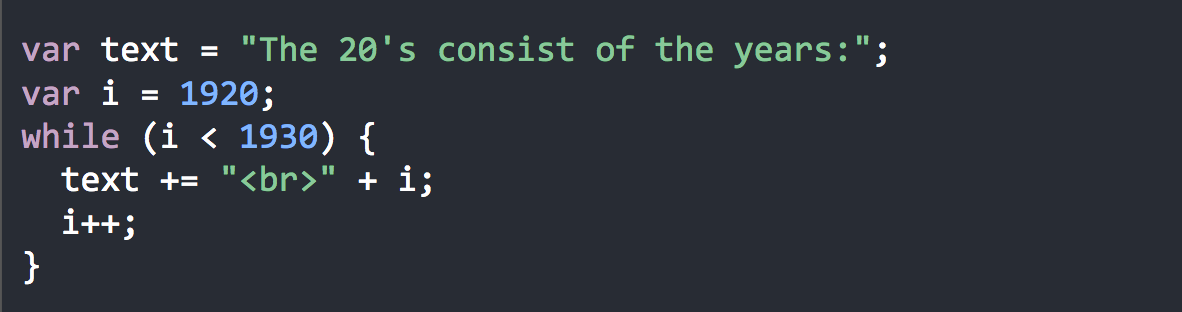 var text = "The 20's consist of the years:";
var i = 1920;
while (i < 1930) {
  text += "<br>" + i;
  i++;
}